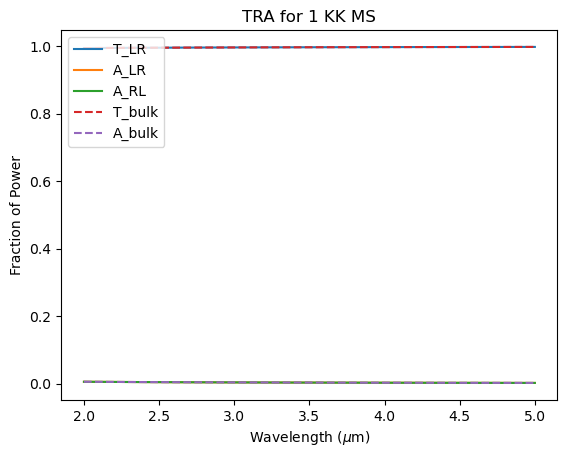 TRA for 1 KK MS
1.0
0.8
0.6
0.4
0.2
0.0
Fraction of Power
T_LR
A_LR
A_RL
T_bulk
A_bulk
2.0 2.5 3.0 3.5 4.0 4.5 5.0
Wavelength (μm)